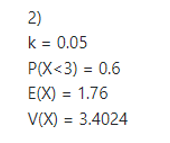 2)
k = 0.05
P(X<3) = 0.6
E(X) = 1.76
V(X) = 3.4024